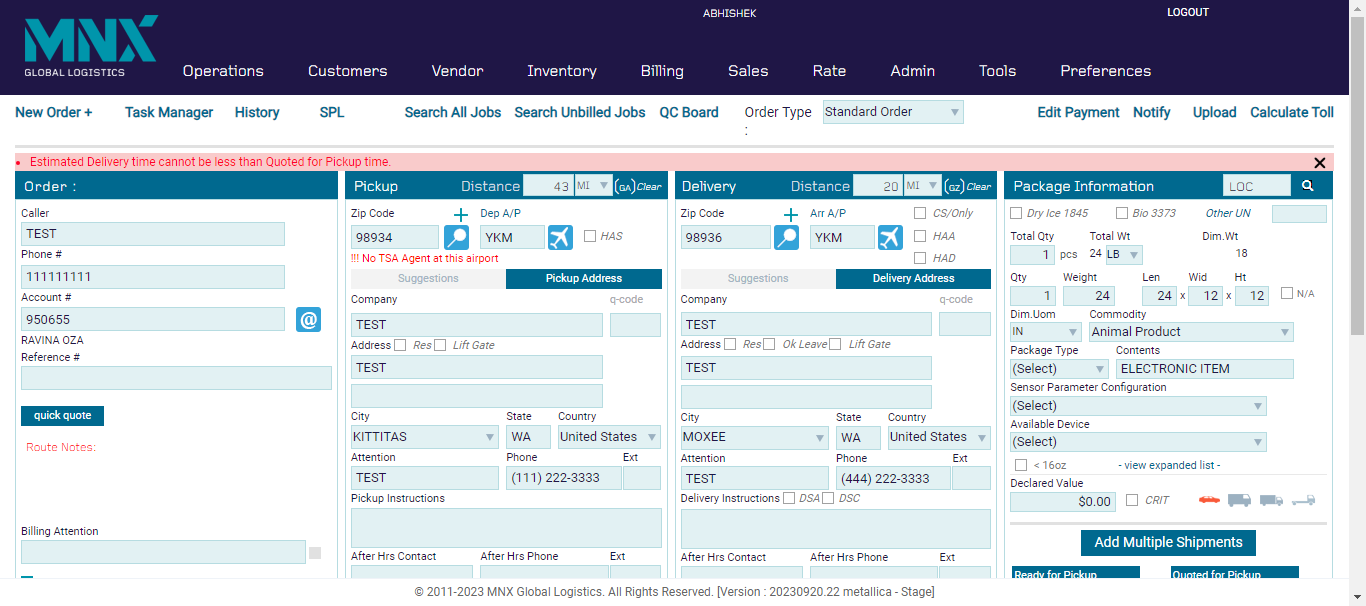 MNX
GLOBAL LOGISTICS
ABHISHEK
LOGOUT
Operations
Customers
Vendor
Inventory
Billing
Sales
Rate
Admin
Tools
Preferences
New Order +
Task Manager
History
SPL
Search All Jobs
Search Unbilled Jobs
QC Board
Order Type :
Standard Order
Edit Payment
Notify
Upload
Calculate Toll
Estimated Delivery time cannot be less than Quoted for Pickup time.
Order :
Caller
TEST
Phone #
111111111
Account #
950655
@
RAVINA OZA
Reference #
quick quote
Route Notes:
Billing Attention
Pickup
Distance 43 MI (GA) Clear
Zip Code
Dep A/P
98934
YKM
HAS
!!! No TSA Agent at this airport
Suggestions
Pickup Address
Company
q-code
TEST
Address Res Lift Gate
TEST
City
State
Country
KITTITAS
WA
United States
Attention
Phone
Ext
TEST
(111) 222-3333
Pickup Instructions
After Hrs Contact
After Hrs Phone
Ext
Delivery
Distance 20 MI (GZ) Clear
Zip Code
Arr A/P
CS/Only
98936
YKM
HAA
HAD
Suggestions
Delivery Address
Company
q-code
TEST
Address Res Ok Leave Lift Gate
TEST
City
State
Country
MOXEE
WA
United States
Attention
Phone
Ext
TEST
(444) 222-3333
Delivery Instructions DSA DSC
After Hrs Contact
After Hrs Phone
Ext
Package Information
LOC
Dry Ice 1845
Bio 3373
Other UN
Total Qty
Total Wt
Dim.Wt
1 pcs
24 LB
18
Qty
Weight
Len
Wid
Ht
1
24
24 x 12 x 12
N/A
Dim.Uom
Commodity
IN
Animal Product
Package Type
Contents
(Select)
ELECTRONIC ITEM
Sensor Parameter Configuration
(Select)
Available Device
(Select)
< 16oz
- view expanded list -
Declared Value
$0.00
CRIT
Add Multiple Shipments
Ready for Pickup
Quoted for Pickup
© 2011-2023 MNX Global Logistics. All Rights Reserved. [Version : 20230920.22 metallica - Stage]